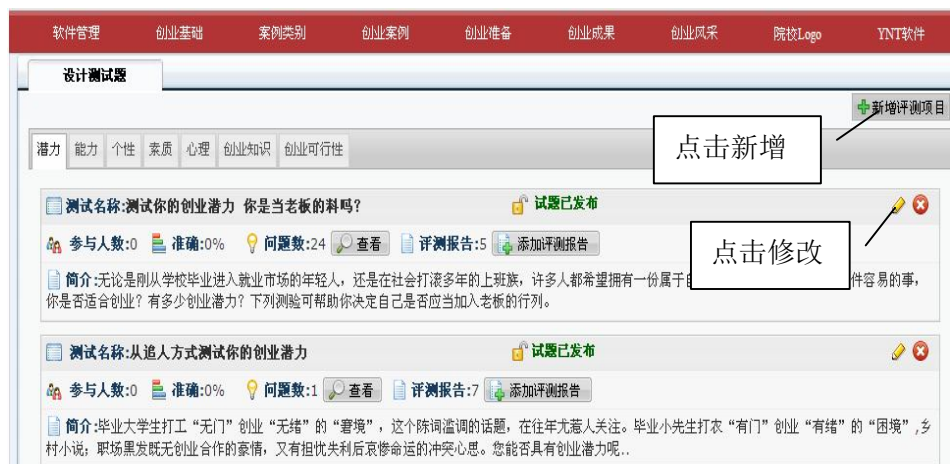 软件管理 创业基础 案例类别 创业案例 创业准备 创业成果 创业风采 院校Logo YNT软件
设计测试题
新增评测项目
点击新增
潜力 能力 个性 素质 心理 创业知识 创业可行性
测试名称:测试你的创业潜力 你是当老板的料吗? 试题已发布
参与人数:0 准确:0% 问题数:24 查看 评测报告:5 添加评测报告
点击修改
简介:无论是刚从学校毕业进入就业市场的年轻人，还是在社会打滚多年的上班族，许多人都希望拥有一份属于 件容易的事，
你是否适合创业？有多少创业潜力？下列测验可帮助你决定自己是否应当加入老板的行列。
测试名称:从追人方式测试你的创业潜力 试题已发布
参与人数:0 准确:0% 问题数:1 查看 评测报告:7 添加评测报告
简介:毕业大学生打工“无门”创业“无绪”的“窘境”，这个陈词滥调的话题，在往年尤惹人关注。毕业小先生打农“有门”创业“有绪”的“困境”,乡
村小说；职场黑发既无创业合作的豪情，又有担忧失利后哀惨命运的冲突心思。您能否具有创业潜力呢..